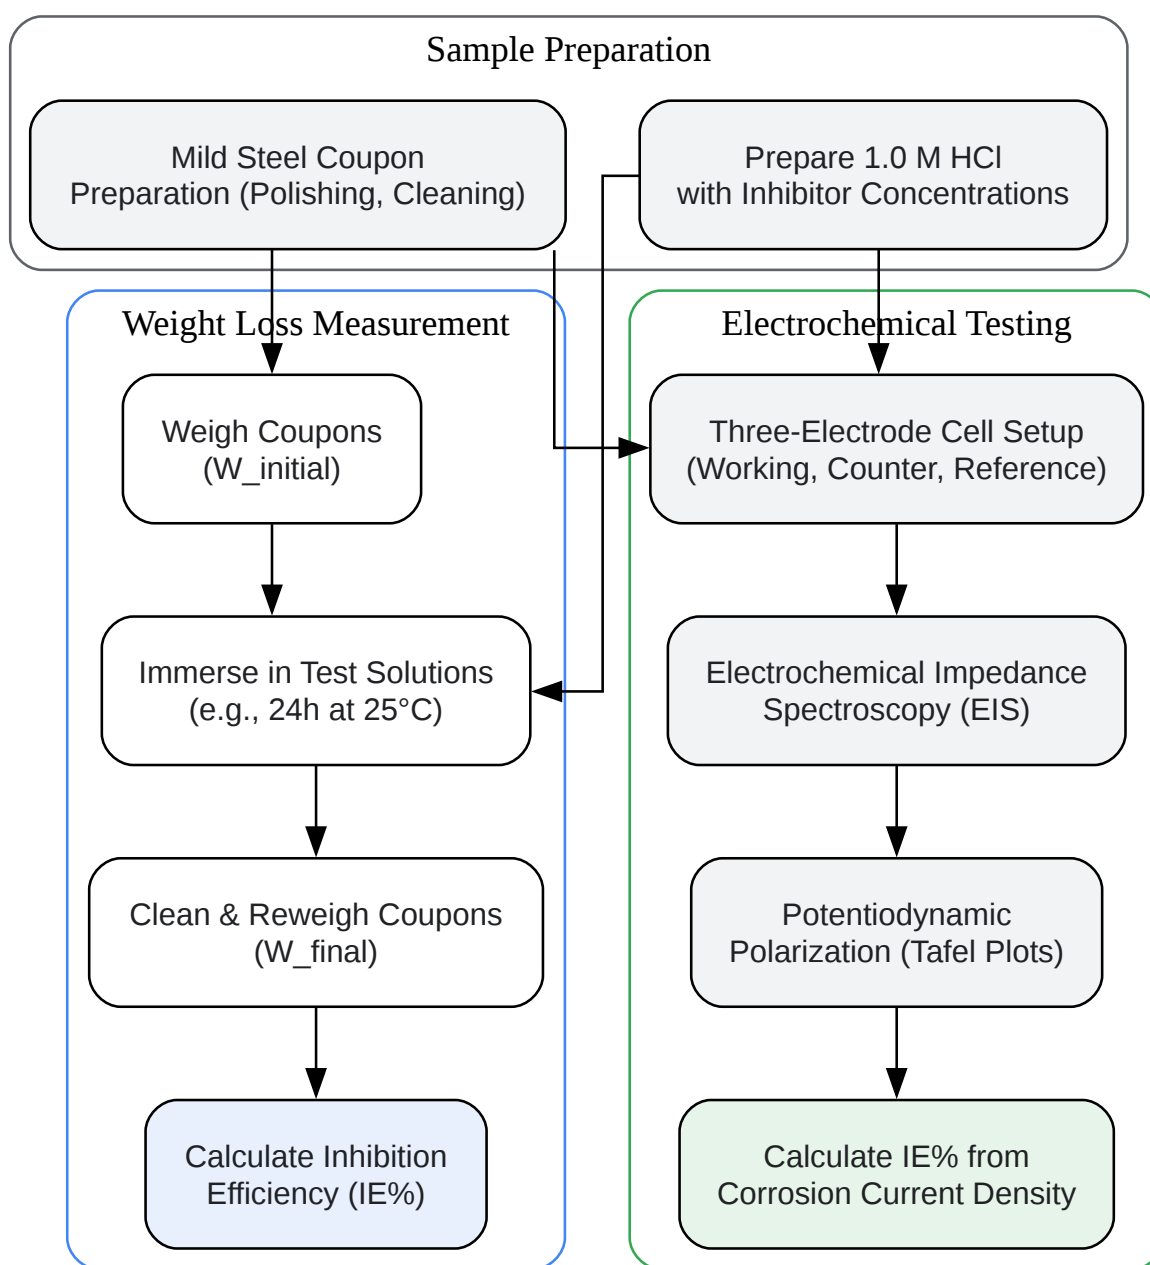 Sample Preparation
Mild Steel Coupon
Preparation (Polishing, Cleaning)
Prepare 1.0 M HCl
with Inhibitor Concentrations
Weight Loss Measurement
Weigh Coupons
(W_initial)
Immerse in Test Solutions
(e.g., 24h at 25°C)
Clean & Reweigh Coupons
(W_final)
Calculate Inhibition
Efficiency (IE%)
Electrochemical Testing
Three-Electrode Cell Setup
(Working, Counter, Reference)
Electrochemical Impedance
Spectroscopy (EIS)
Potentiodynamic
Polarization (Tafel Plots)
Calculate IE% from
Corrosion Current Density